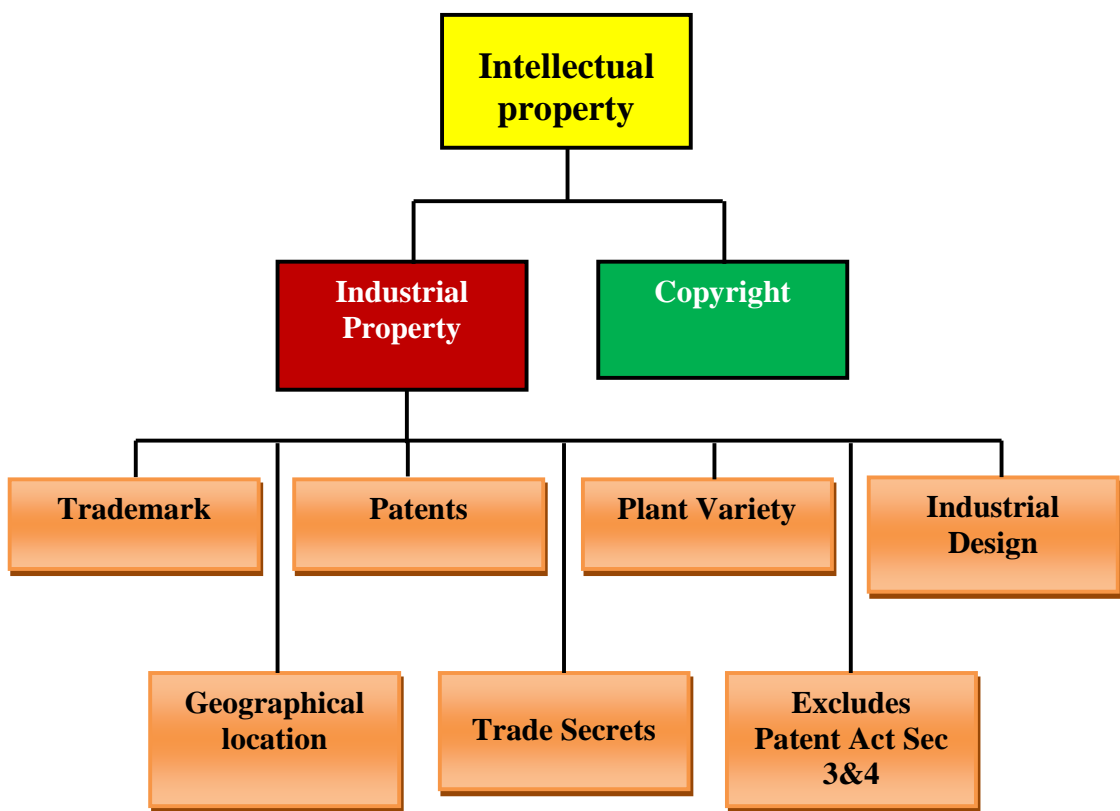 Intellectual
property
Industrial
Property
Copyright
Trademark
Patents
Plant Variety
Industrial
Design
Geographical
location
Trade Secrets
Excludes
Patent Act Sec
3&4